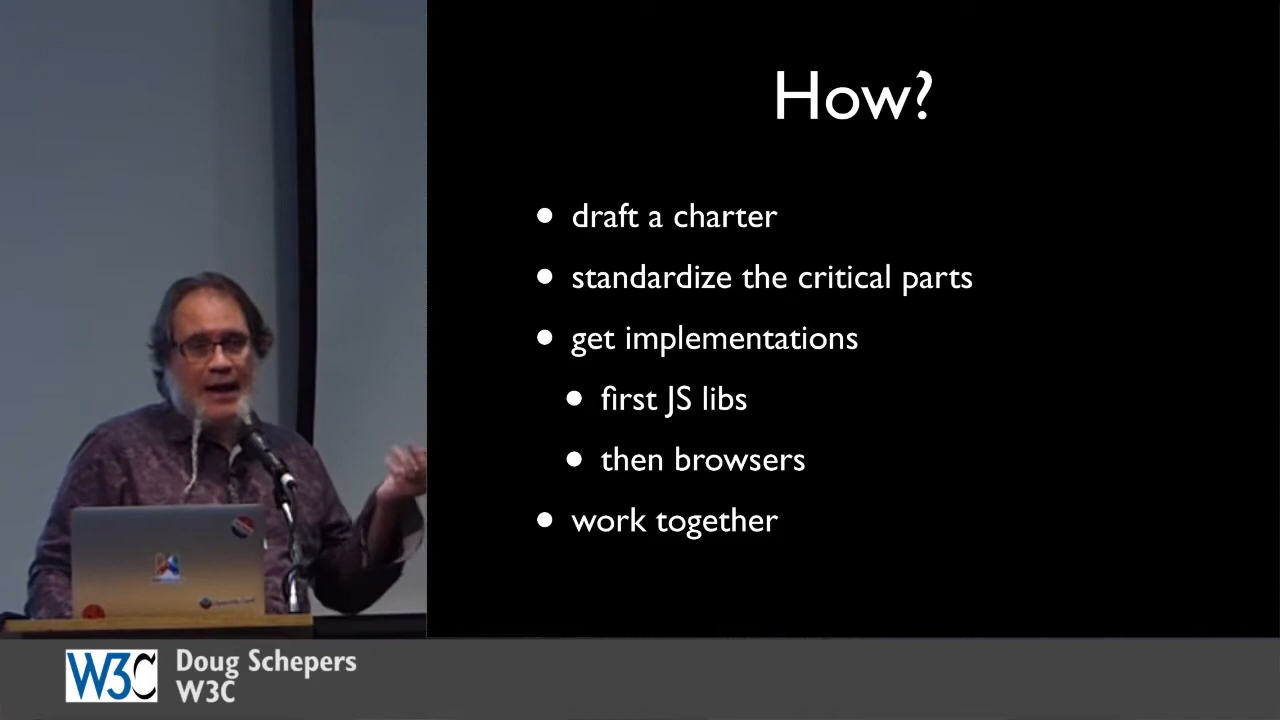 How?
draft a charter
standardize the critical parts
get implementations
first JS libs
then browsers
work together
W3C
Doug Schepers
W3C